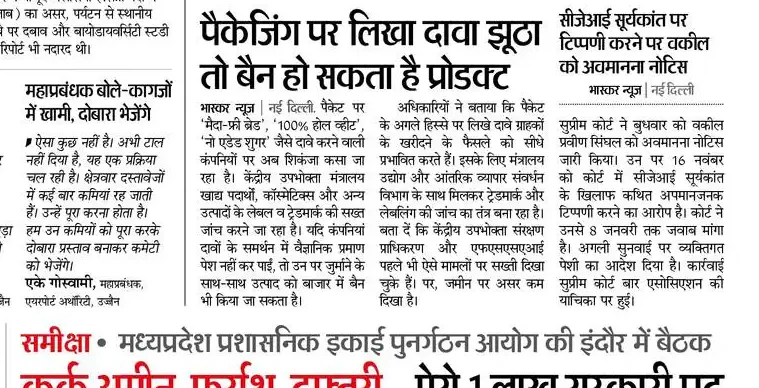 नाब) का असर, पर्यटन से स्थानीय
पर दबाव और बायोडायवर्सिटी स्टडी
रिपोर्ट भी नदारद थी।
महाप्रबंधक बोले-कागजों
में खामी, दोबारा भेजेंगे
ऐसा कुछ नहीं है। अभी टाल
नहीं दिया है, यह एक प्रक्रिया
चल रही है। क्षेत्रवार दस्तावेजों
में कई बार कमियां रह जाती
हैं। उन्हें पूरा करना होता है।
हम उन कमियों को पूरा करके
दोबारा प्रस्ताव बनाकर कमेटी
को भेजेंगे।
एके गोस्वामी, महाप्रबंधक,
एयरपोर्ट अथॉरिटी, उज्जैन
पैकेजिंग पर लिखा दावा झूठा
तो बैन हो सकता है प्रोडक्ट
भास्कर न्यूज | नई दिल्ली. पैकेट पर
'मैदा-फ्री ब्रेड', '100% होल व्हीट',
'नो एडेड शुगर' जैसे दावे करने वाली
कंपनियों पर अब शिकंजा कसा जा
रहा है। केंद्रीय उपभोक्ता मंत्रालय
खाद्य पदार्थों, कॉस्मेटिक्स और अन्य
उत्पादों के लेबल व ट्रेडमार्क की सख्त
जांच करने जा रहा है। यदि कंपनियां
दावों के समर्थन में वैज्ञानिक प्रमाण
पेश नहीं कर पाईं, तो उन पर जुर्माने के
साथ-साथ उत्पाद को बाजार में बैन
भी किया जा सकता है।
अधिकारियों ने बताया कि पैकेट
के अगले हिस्से पर लिखे दावे ग्राहकों
के खरीदने के फैसले को सीधे
प्रभावित करते हैं। इसके लिए मंत्रालय
उद्योग और आंतरिक व्यापार संवर्धन
विभाग के साथ मिलकर ट्रेडमार्क और
लेबलिंग की जांच का तंत्र बना रहा है।
बता दें कि केंद्रीय उपभोक्ता संरक्षण
प्राधिकरण और एफएसएसएआई
पहले भी ऐसे मामलों पर सख्ती दिखा
चुके हैं। पर, जमीन पर असर कम
दिखा है।
सीजेआई सूर्यकांत पर
टिप्पणी करने पर वकील
को अवमानना नोटिस
भास्कर न्यूज | नई दिल्ली
सुप्रीम कोर्ट ने बुधवार को वकील
प्रवीण सिंघल को अवमानना नोटिस
जारी किया। उन पर 16 नवंबर
को कोर्ट में सीजेआई सूर्यकांत
के खिलाफ कथित अपमानजनक
टिप्पणी करने का आरोप है। कोर्ट ने
उनसे 8 जनवरी तक जवाब मांगा
है। अगली सुनवाई पर व्यक्तिगत
पेशी का आदेश दिया है। कार्रवाई
सुप्रीम कोर्ट बार एसोसिएशन की
याचिका पर हुई।
समीक्षा • मध्यप्रदेश प्रशासनिक इकाई पुनर्गठन आयोग की इंदौर में बैठक